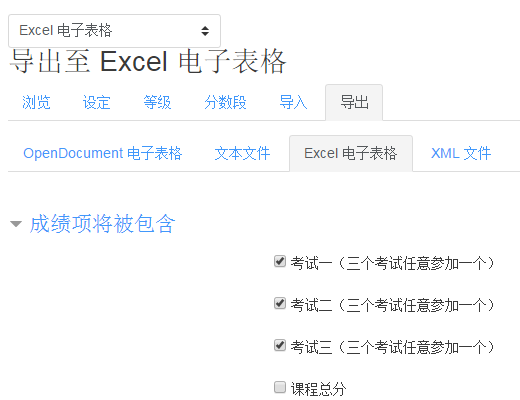 Excel 电子表格
导出至 Excel 电子表格
浏览 设定 等级 分数段 导入 导出
OpenDocument 电子表格 文本文件 Excel 电子表格 XML 文件
成绩项将被包含
考试一（三个考试任意参加一个）
考试二（三个考试任意参加一个）
考试三（三个考试任意参加一个）
课程总分